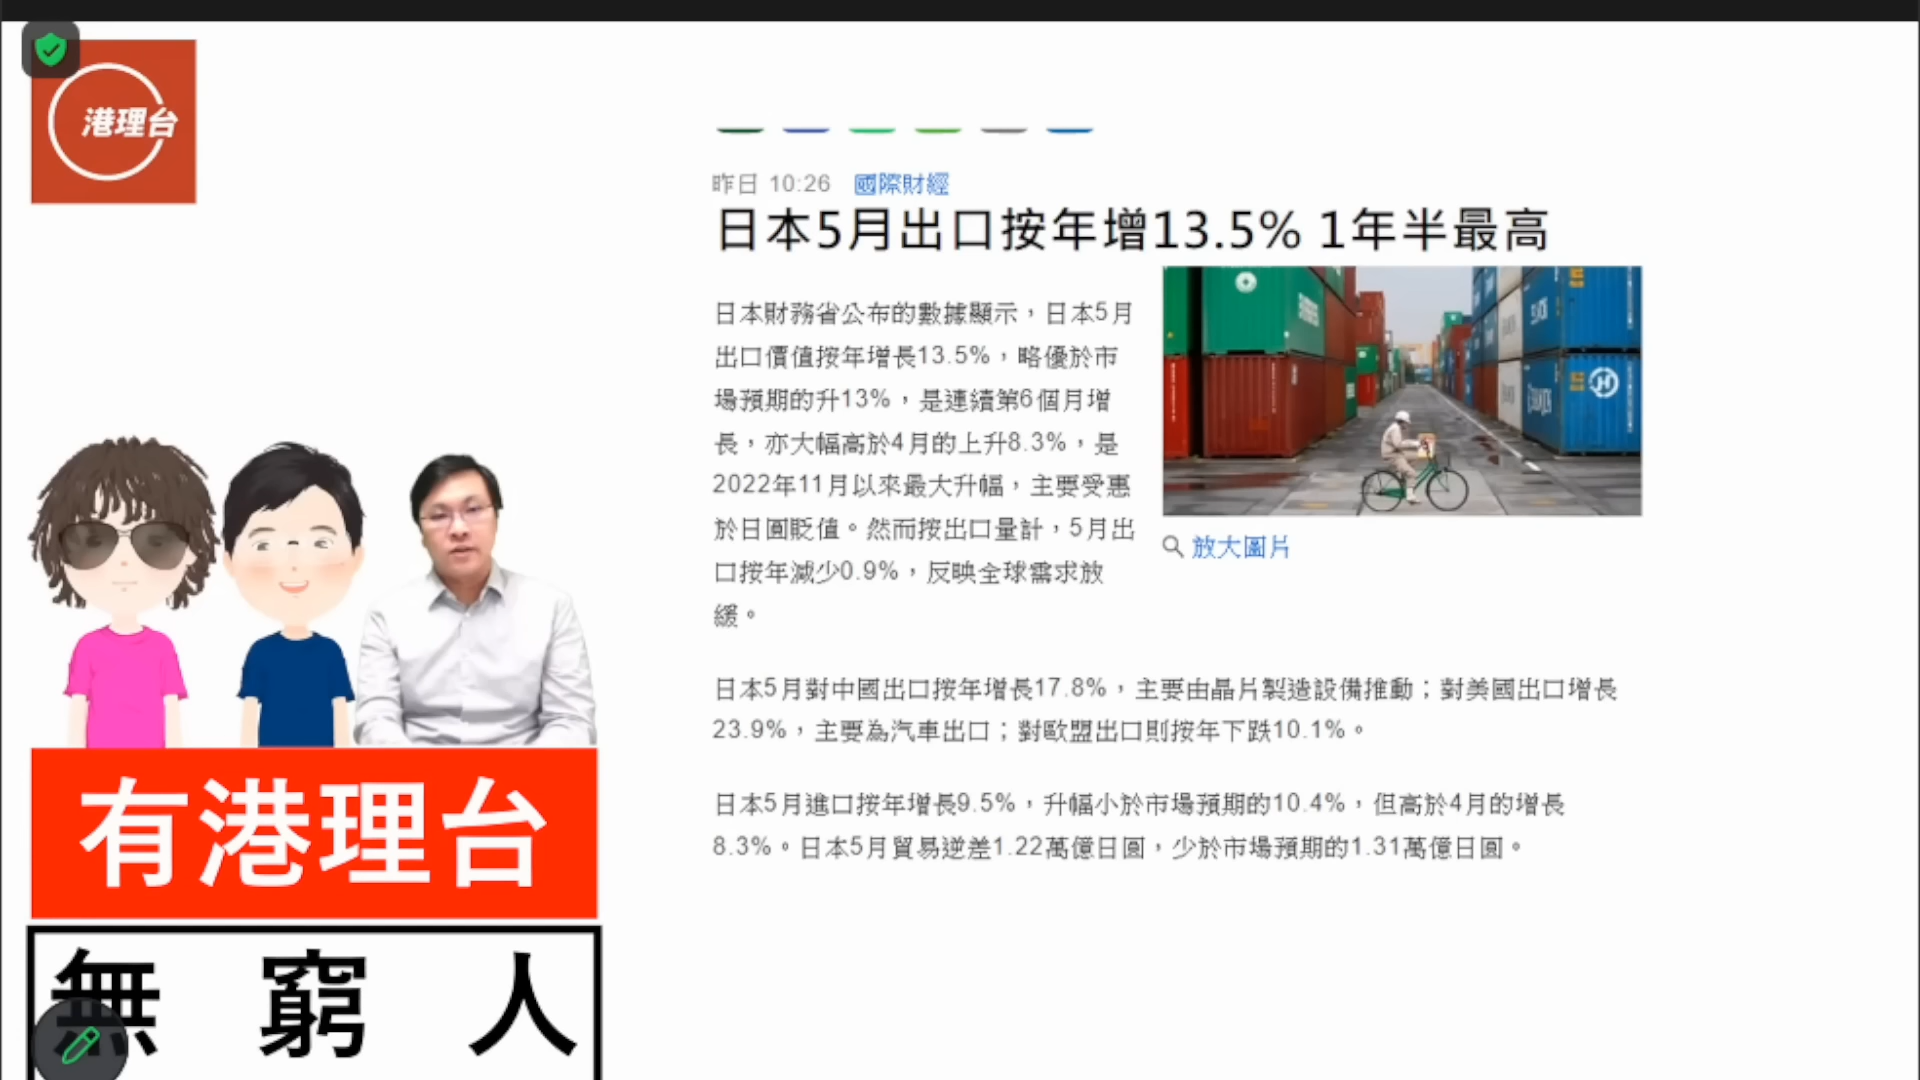 港理台
昨日 10:26 國際財經
日本5月出口按年增13.5% 1年半最高
日本財務省公布的數據顯示，日本5月
出口價值按年增長13.5%，略優於市
場預期的升13%，是連續第6個月增
長，亦大幅高於4月的上升8.3%，是
2022年11月以來最大升幅，主要受惠
於日圓貶值。然而按出口量計，5月出
口按年減少0.9%，反映全球需求放
緩。
放大圖片
日本5月對中國出口按年增長17.8%，主要由晶片製造設備推動；對美國出口增長
23.9%，主要為汽車出口；對歐盟出口則按年下跌10.1%。
日本5月進口按年增長9.5%，升幅小於市場預期的10.4%，但高於4月的增長
8.3%。日本5月貿易逆差1.22萬億日圓，少於市場預期的1.31萬億日圓。
有港理台
無窮人